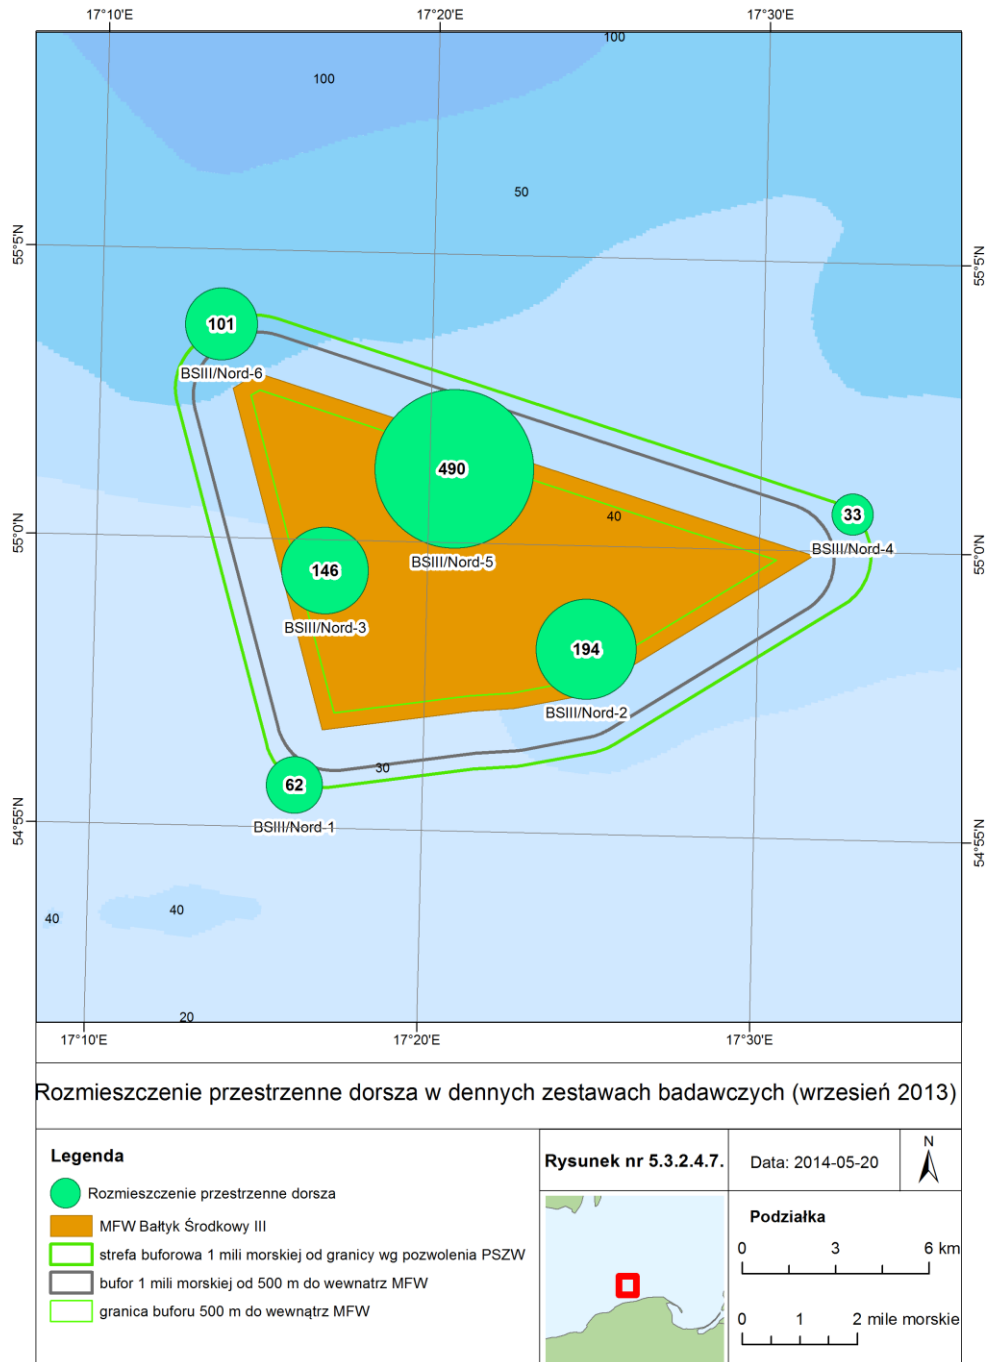 17°10'E 17°20'E 17°30'E
100
100
50
55°5'N
55°5'N
101
BSIII/Nord-6
490
40
33
BSIII/Nord-4
55°0'N
55°0'N
BSIII/Nord-5
146
BSIII/Nord-3
194
BSIII/Nord-2
30
62
BSIII/Nord-1
54°55'N
54°55'N
40
40
20
17°10'E 17°20'E 17°30'E
Rozmieszczenie przestrzenne dorsza w dennych zestawach badawczych (wrzesień 2013)
Legenda
Rozmieszczenie przestrzenne dorsza
MFW Bałtyk Środkowy III
strefa buforowa 1 mili morskiej od granicy wg pozwolenia PSZW
bufor 1 mili morskiej od 500 m do wewnatrz MFW
granica buforu 500 m do wewnątrz MFW
Rysunek nr 5.3.2.4.7.
Data: 2014-05-20
N
Podziałka
0 3 6 km
0 1 2 mile morskie